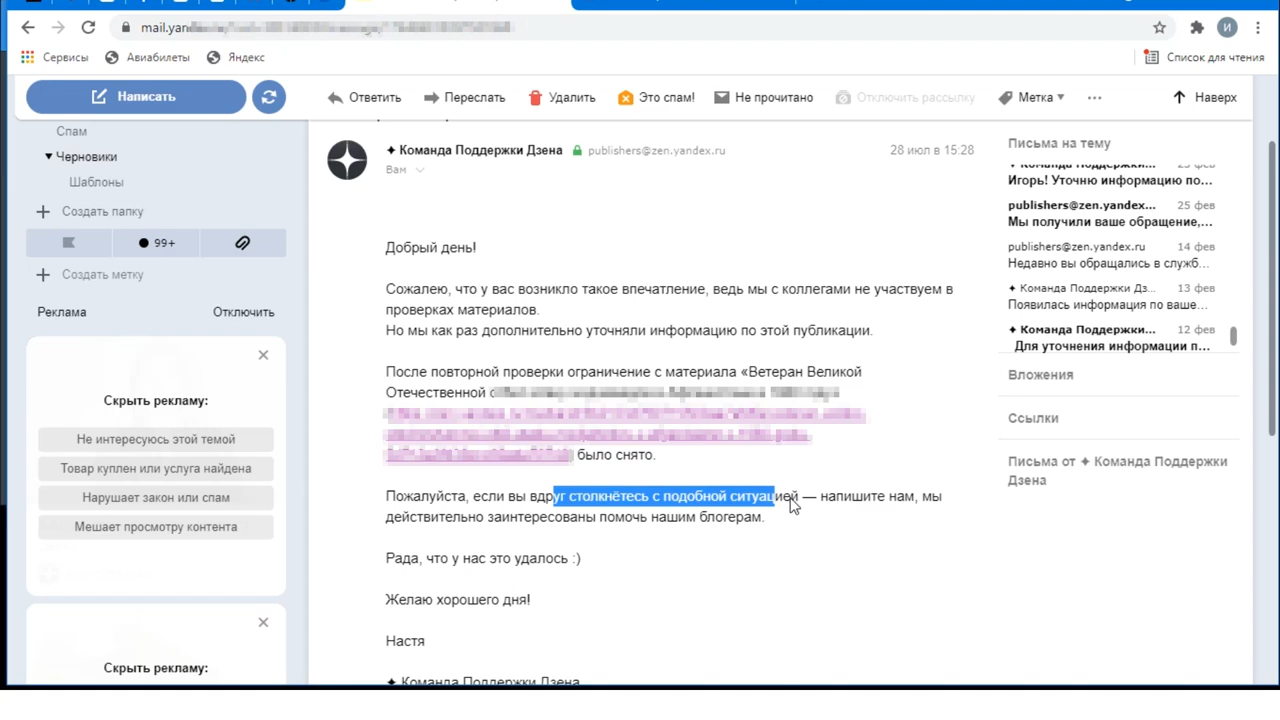 mail.yan
Сервисы
Авиабилеты
Яндекс
Список для чтения
И
Написать
Ответить
Переслать
Удалить
Это спам!
Не прочитано
Отключить рассылку
Метка
Наверх
Спам
Черновики
Шаблоны
Создать папку
99+
Создать метку
Реклама
Отключить
Скрыть рекламу:
Не интересуюсь этой темой
Товар куплен или услуга найдена
Нарушает закон или спам
Мешает просмотру контента
Скрыть рекламу:
✦ Команда Поддержки Дзена publishers@zen.yandex.ru
28 июл в 15:28
Вам
Добрый день!
Сожалею, что у вас возникло такое впечатление, ведь мы с коллегами не участвуем в
проверках материалов.
Но мы как раз дополнительно уточняли информацию по этой публикации.
После повторной проверки ограничение с материала «Ветеран Великой
Отечественной
было снято.
Пожалуйста, если вы вдруг столкнётесь с подобной ситуацией — напишите нам, мы
действительно заинтересованы помочь нашим блогерам.
Рада, что у нас это удалось :)
Желаю хорошего дня!
Настя
✦ Команда Поддержки Дзена
Письма на тему
✦ Команда Поддержки 25 фев
Игорь! Уточню информацию по...
publishers@zen.yandex... 25 фев
Мы получили ваше обращение,...
publishers@zen.yandex.ru 14 фев
Недавно вы обращались в служб...
✦ Команда Поддержки Дз... 13 фев
Появилась информация по ваше...
✦ Команда Поддержки... 12 фев
Для уточнения информации п...
Вложения
Ссылки
Письма от ✦ Команда Поддержки
Дзена